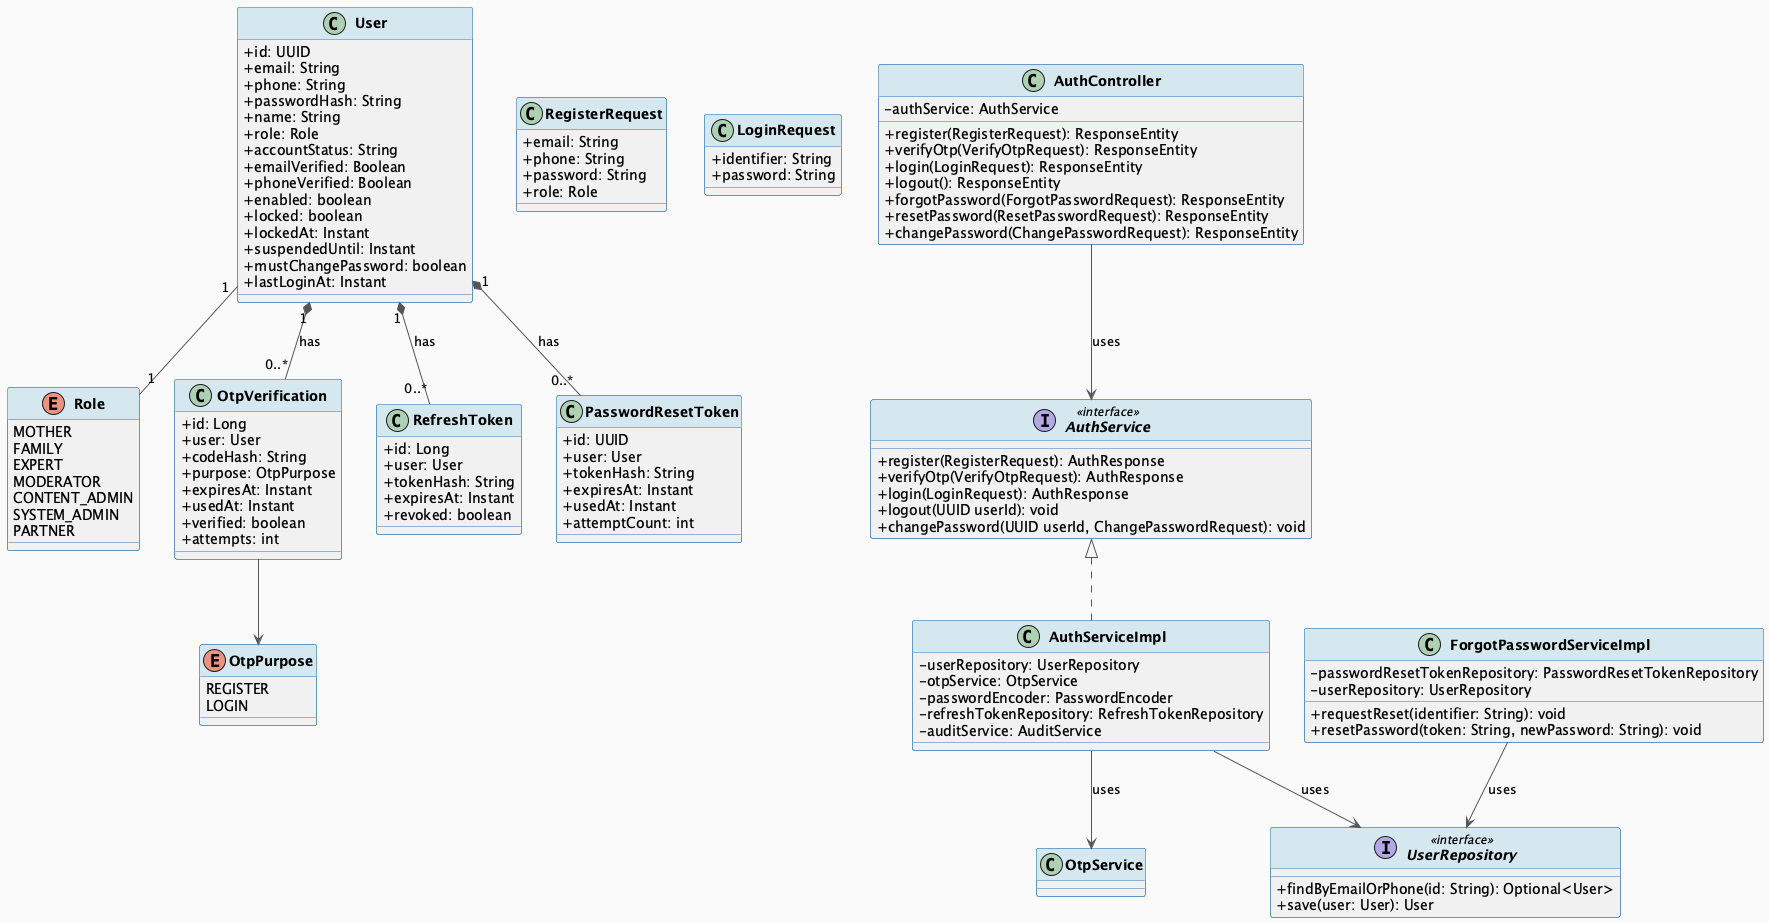 C User
+id: UUID
+email: String
+phone: String
+passwordHash: String
+name: String
+role: Role
+accountStatus: String
+emailVerified: Boolean
+phoneVerified: Boolean
+enabled: boolean
+locked: boolean
+lockedAt: Instant
+suspendedUntil: Instant
+mustChangePassword: boolean
+lastLoginAt: Instant
C RegisterRequest
+email: String
+phone: String
+password: String
+role: Role
C LoginRequest
+identifier: String
+password: String
C AuthController
-authService: AuthService
+register(RegisterRequest): ResponseEntity
+verifyOtp(VerifyOtpRequest): ResponseEntity
+login(LoginRequest): ResponseEntity
+logout(): ResponseEntity
+forgotPassword(ForgotPasswordRequest): ResponseEntity
+resetPassword(ResetPasswordRequest): ResponseEntity
+changePassword(ChangePasswordRequest): ResponseEntity
1
1
1
has
0..*
1
has
0..*
1
has
0..*
uses
E Role
MOTHER
FAMILY
EXPERT
MODERATOR
CONTENT_ADMIN
SYSTEM_ADMIN
PARTNER
C OtpVerification
+id: Long
+user: User
+codeHash: String
+purpose: OtpPurpose
+expiresAt: Instant
+usedAt: Instant
+verified: boolean
+attempts: int
C RefreshToken
+id: Long
+user: User
+tokenHash: String
+expiresAt: Instant
+revoked: boolean
C PasswordResetToken
+id: UUID
+user: User
+tokenHash: String
+expiresAt: Instant
+usedAt: Instant
+attemptCount: int
I «interface»
AuthService
+register(RegisterRequest): AuthResponse
+verifyOtp(VerifyOtpRequest): AuthResponse
+login(LoginRequest): AuthResponse
+logout(UUID userId): void
+changePassword(UUID userId, ChangePasswordRequest): void
E OtpPurpose
REGISTER
LOGIN
C AuthServiceImpl
-userRepository: UserRepository
-otpService: OtpService
-passwordEncoder: PasswordEncoder
-refreshTokenRepository: RefreshTokenRepository
-auditService: AuditService
C ForgotPasswordServiceImpl
-passwordResetTokenRepository: PasswordResetTokenRepository
-userRepository: UserRepository
+requestReset(identifier: String): void
+resetPassword(token: String, newPassword: String): void
uses
uses
uses
C OtpService
I «interface»
UserRepository
+findByEmailOrPhone(id: String): Optional<User>
+save(user: User): User